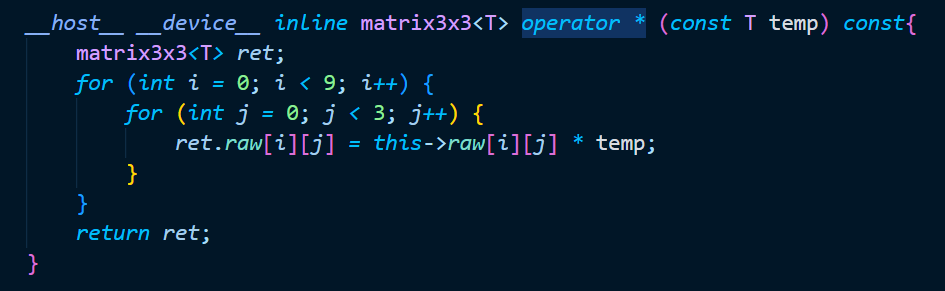 __host__ __device__ inline matrix3x3<T> operator * (const T temp) const{
    matrix3x3<T> ret;
    for (int i = 0; i < 9; i++) {
        for (int j = 0; j < 3; j++) {
            ret.raw[i][j] = this->raw[i][j] * temp;
        }
    }
    return ret;
}